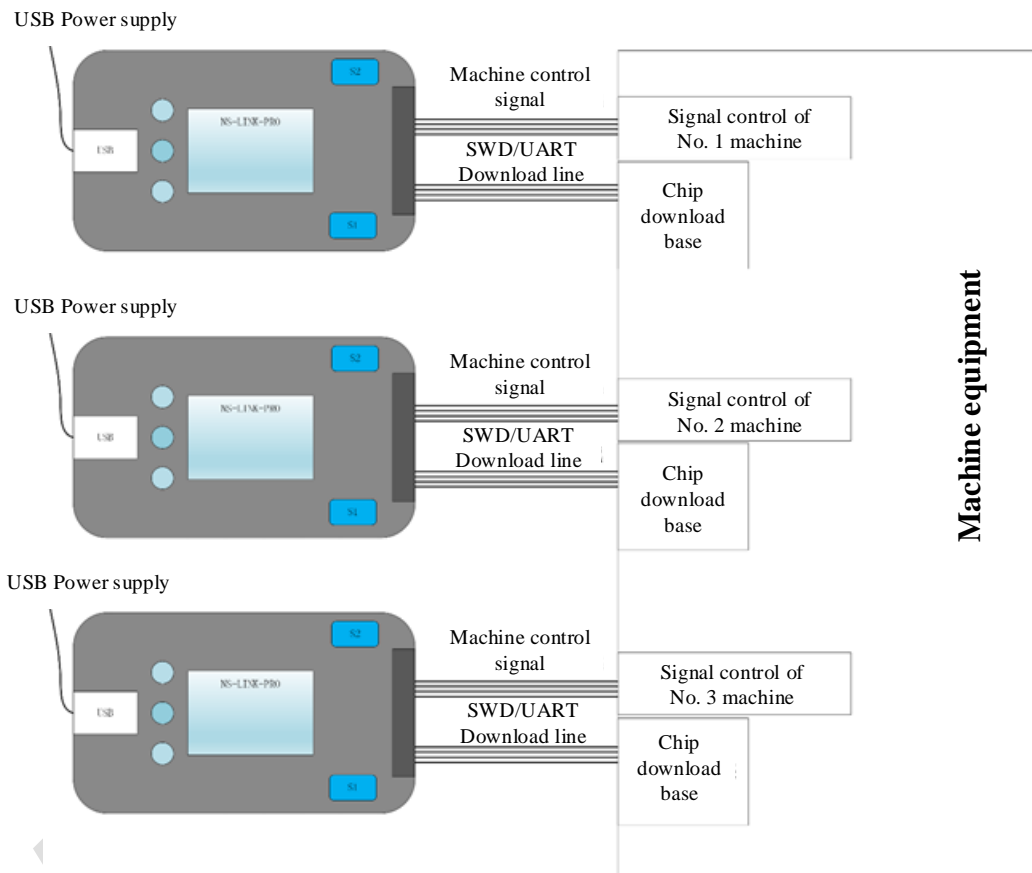 USB Power supply
S2
Machine control
signal
NS-LINK-PRO
Signal control of
No. 1 machine
USB
SWD/UART
Download line
Chip
download
base
S1
USB Power supply
S2
Machine control
signal
NS-LINK-PRO
Signal control of
No. 2 machine
USB
SWD/UART
Download line
Chip
download
base
S1
Machine equipment
USB Power supply
S2
Machine control
signal
NS-LINK-PRO
Signal control of
No. 3 machine
USB
SWD/UART
Download line
Chip
download
base
S1